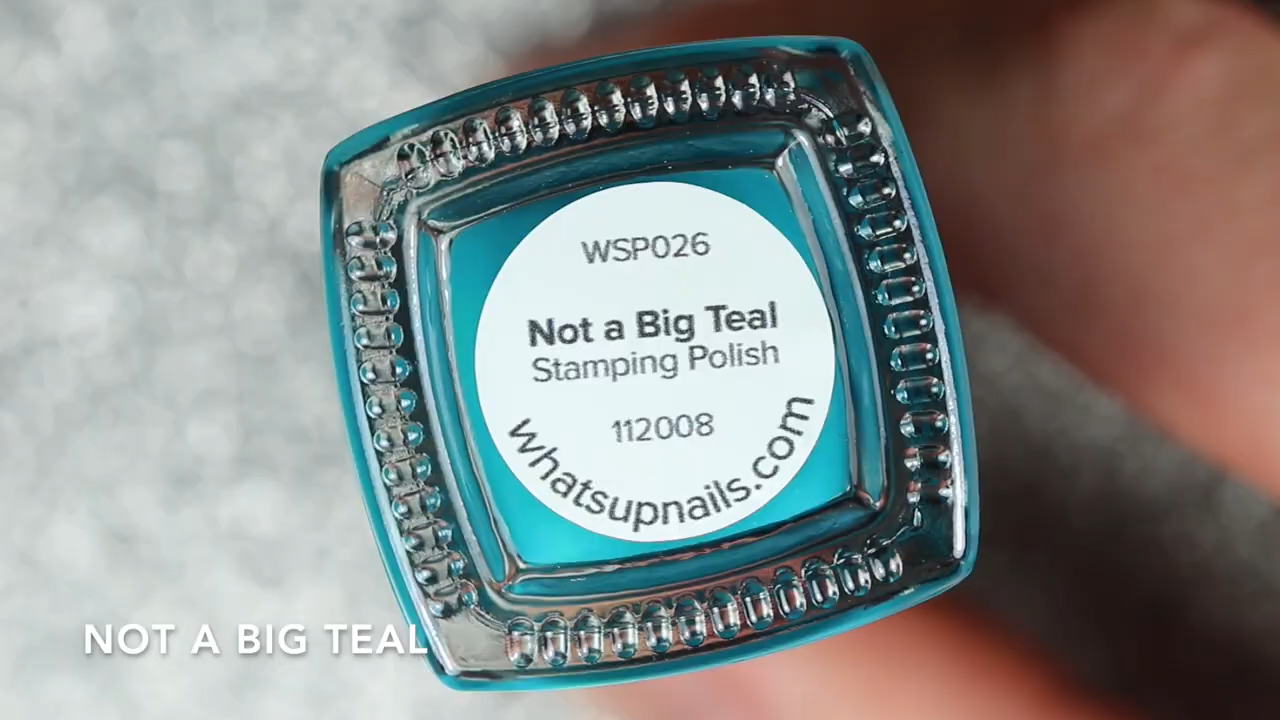 WSP026
Not a Big Teal
Stamping Polish
112008
whatsupnails.com
NOT A BIG TEAL